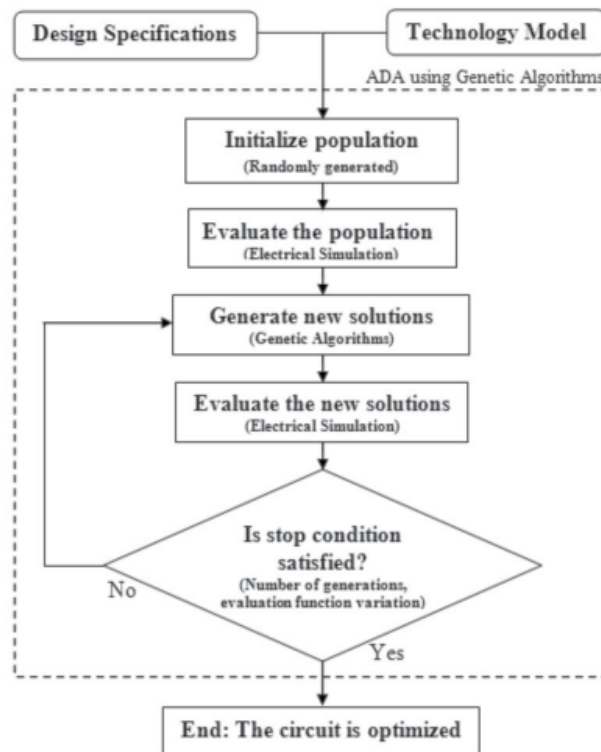 Design Specifications
Technology Model
ADA using Genetic Algorithms
Initialize population
(Randomly generated)
Evaluate the population
(Electrical Simulation)
Generate new solutions
(Genetic Algorithms)
Evaluate the new solutions
(Electrical Simulation)
Is stop condition
satisfied?
(Number of generations,
evaluation function variation)
No
Yes
End: The circuit is optimized